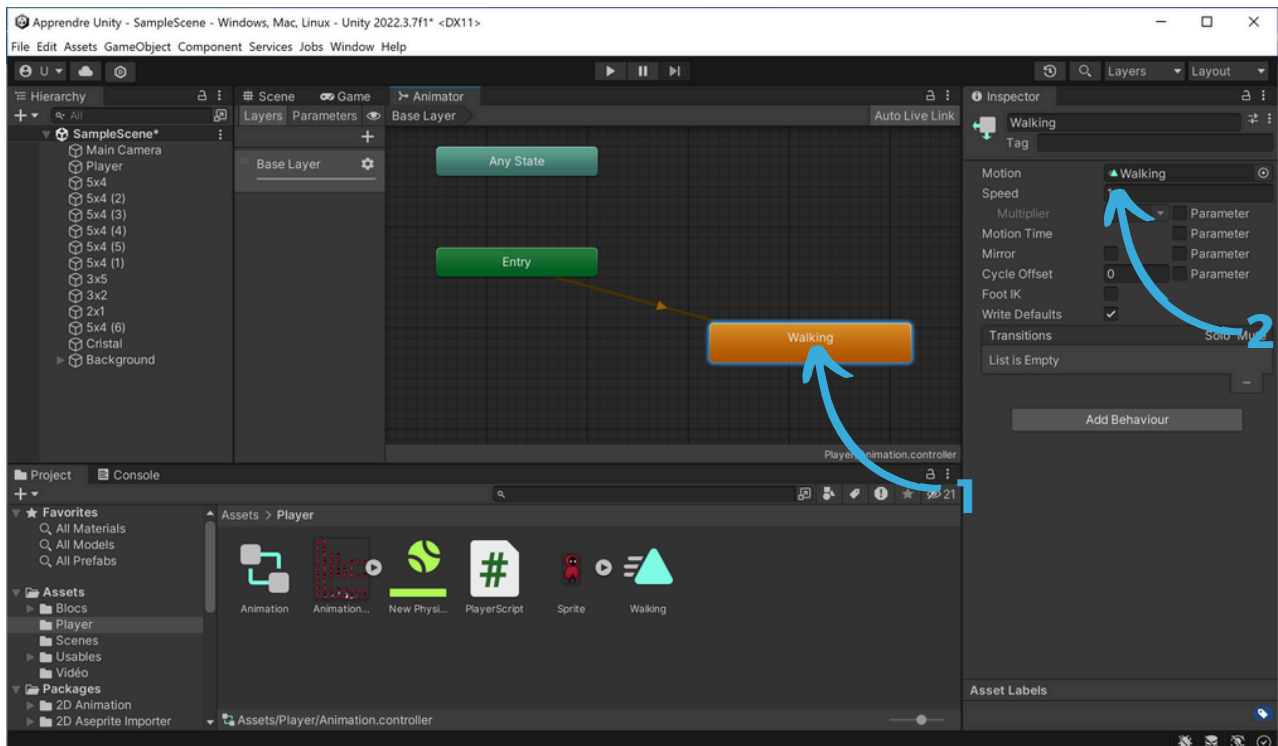 Apprendre Unity - SampleScene - Windows, Mac, Linux - Unity 2022.3.7f1* <DX11>
File Edit Assets GameObject Component Services Jobs Window Help
U
Layers
Layout
Hierarchy
All
SampleScene*
Main Camera
Player
5x4
5x4 (2)
5x4 (3)
5x4 (4)
5x4 (5)
5x4 (1)
3x5
3x2
2x1
5x4 (6)
Cristal
Background
Scene Game Animator
Layers Parameters Base Layer Auto Live Link
Base Layer
Any State
Entry
Walking
Inspector
Walking
Tag
Motion Walking
Speed
Multiplier Parameter
Motion Time Parameter
Mirror Parameter
Cycle Offset 0 Parameter
Foot IK
Write Defaults
2
Transitions Solo
List is Empty
Add Behaviour
1
Project Console
21
Favorites
All Materials
All Models
All Prefabs
Assets
Blocs
Player
Scenes
Usables
Vidéo
Packages
2D Animation
2D Aseprite Importer
Assets > Player
#
Animation Animation... New Physi... PlayerScript Sprite Walking
Assets/Player/Animation.controller
Asset Labels